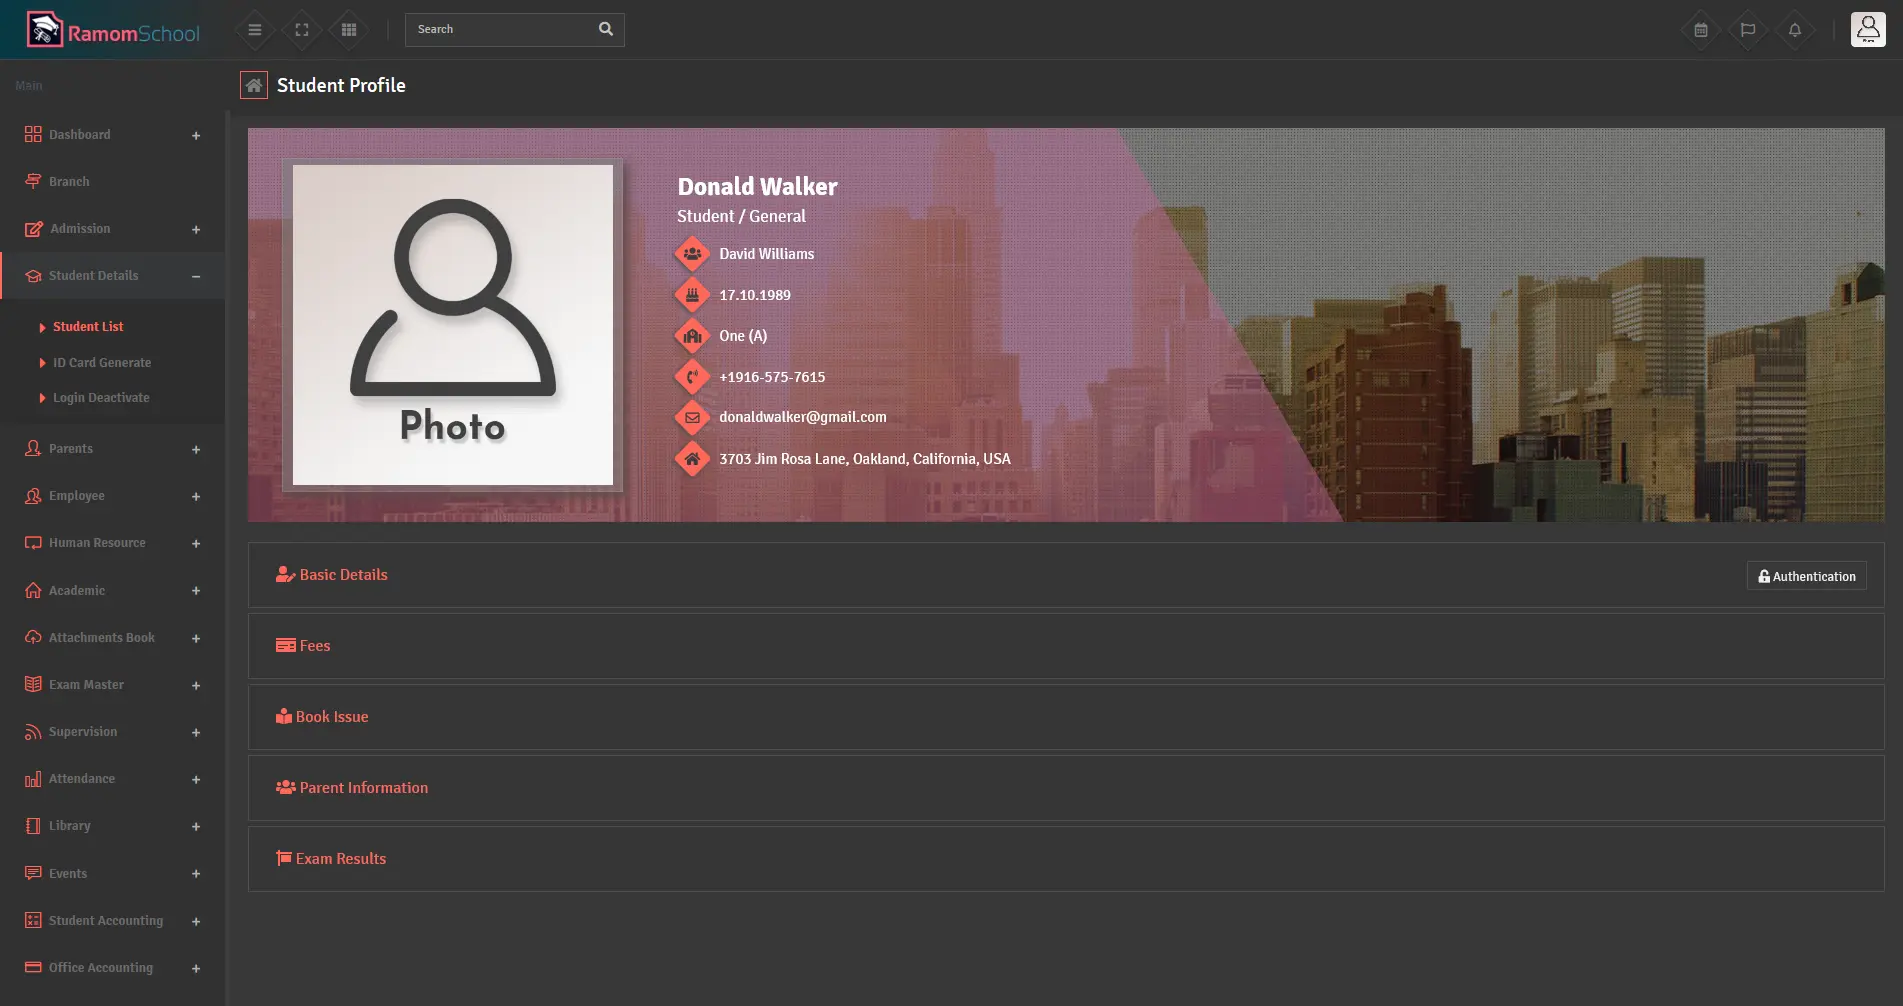 RamomSchool
Search
Main
Student Profile
Dashboard
Branch
Admission
Student Details
Student List
ID Card Generate
Login Deactivate
Parents
Employee
Human Resource
Academic
Attachments Book
Exam Master
Supervision
Attendance
Library
Events
Student Accounting
Office Accounting
Photo
Donald Walker
Student / General
David Williams
17.10.1989
One (A)
+1916-575-7615
donaldwalker@gmail.com
3703 Jim Rosa Lane, Oakland, California, USA
Basic Details
Authentication
Fees
Book Issue
Parent Information
Exam Results